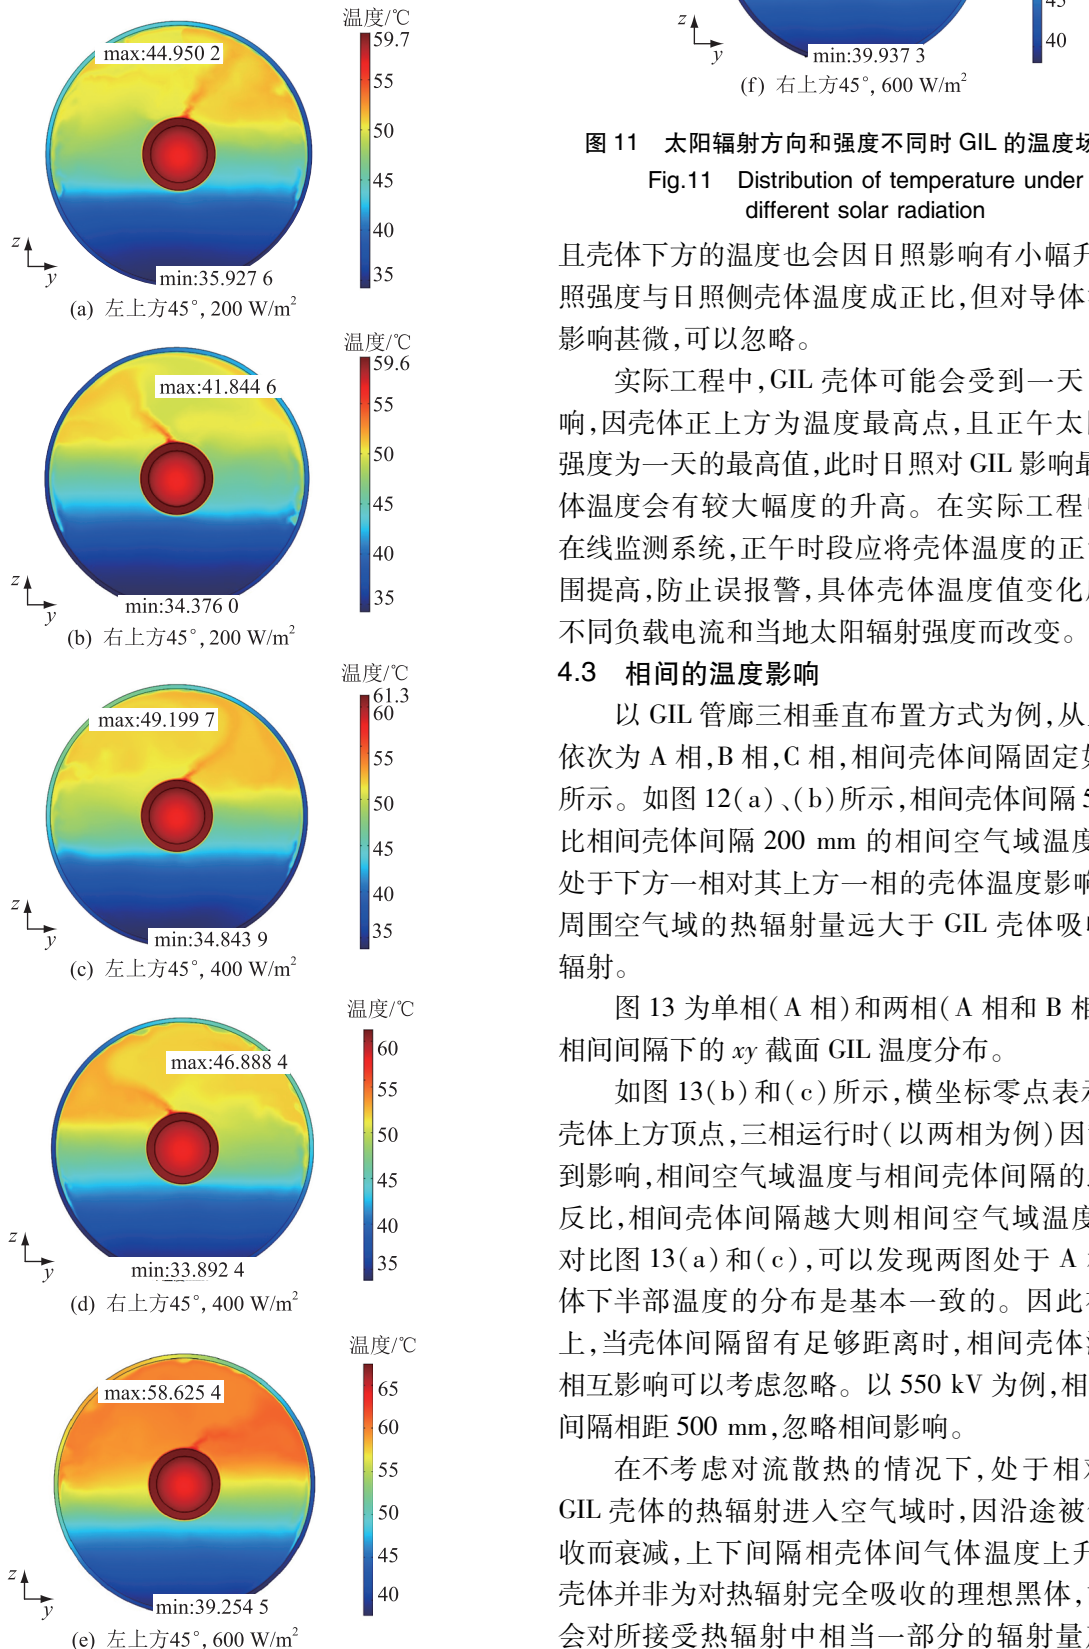 温度/℃
59.7
max:44.950 2
55
50
45
40
35
z
y
min:35.927 6
(a) 左上方45°, 200 W/m²
温度/℃
59.6
max:41.844 6
55
50
45
40
35
z
y
min:34.376 0
(b) 右上方45°, 200 W/m²
温度/℃
61.3
60
max:49.199 7
55
50
45
40
35
z
y
min:34.843 9
(c) 左上方45°, 400 W/m²
温度/℃
60
max:46.888 4
55
50
45
40
35
z
y
min:33.892 4
(d) 右上方45°, 400 W/m²
温度/℃
65
max:58.625 4
60
55
50
45
40
z
y
min:39.254 5
(e) 左上方45°, 600 W/m²
45
40
z
y
min:39.937 3
(f) 右上方45°, 600 W/m²
图 11 太阳辐射方向和强度不同时 GIL 的温度场
Fig.11 Distribution of temperature under
different solar radiation
且壳体下方的温度也会因日照影响有小幅升
照强度与日照侧壳体温度成正比,但对导体
影响甚微,可以忽略。
实际工程中,GIL 壳体可能会受到一天
响,因壳体正上方为温度最高点,且正午太
强度为一天的最高值,此时日照对 GIL 影响最
体温度会有较大幅度的升高。在实际工程
在线监测系统,正午时段应将壳体温度的正
围提高,防止误报警,具体壳体温度值变化
不同负载电流和当地太阳辐射强度而改变。
4.3 相间的温度影响
以 GIL 管廊三相垂直布置方式为例,从
依次为 A 相,B 相,C 相,相间壳体间隔固定
所示。如图 12(a)、(b)所示,相间壳体间隔 5
比相间壳体间隔 200 mm 的相间空气域温度
处于下方一相对其上方一相的壳体温度影响
周围空气域的热辐射量远大于 GIL 壳体吸
辐射。
图 13 为单相(A 相)和两相(A 相和 B 相
相间间隔下的 xy 截面 GIL 温度分布。
如图 13(b)和(c)所示,横坐标零点表
壳体上方顶点,三相运行时(以两相为例)因
到影响,相间空气域温度与相间壳体间隔的
反比,相间壳体间隔越大则相间空气域温度
对比图 13(a)和(c),可以发现两图处于 A
体下半部温度的分布是基本一致的。因此
上,当壳体间隔留有足够距离时,相间壳体
相互影响可以考虑忽略。以 550 kV 为例,相
间隔相距 500 mm,忽略相间影响。
在不考虑对流散热的情况下,处于相
GIL 壳体的热辐射进入空气域时,因沿途被
收而衰减,上下间隔相壳体间气体温度上升
壳体并非为对热辐射完全吸收的理想黑体,
会对所接受热辐射中相当一部分的辐射量